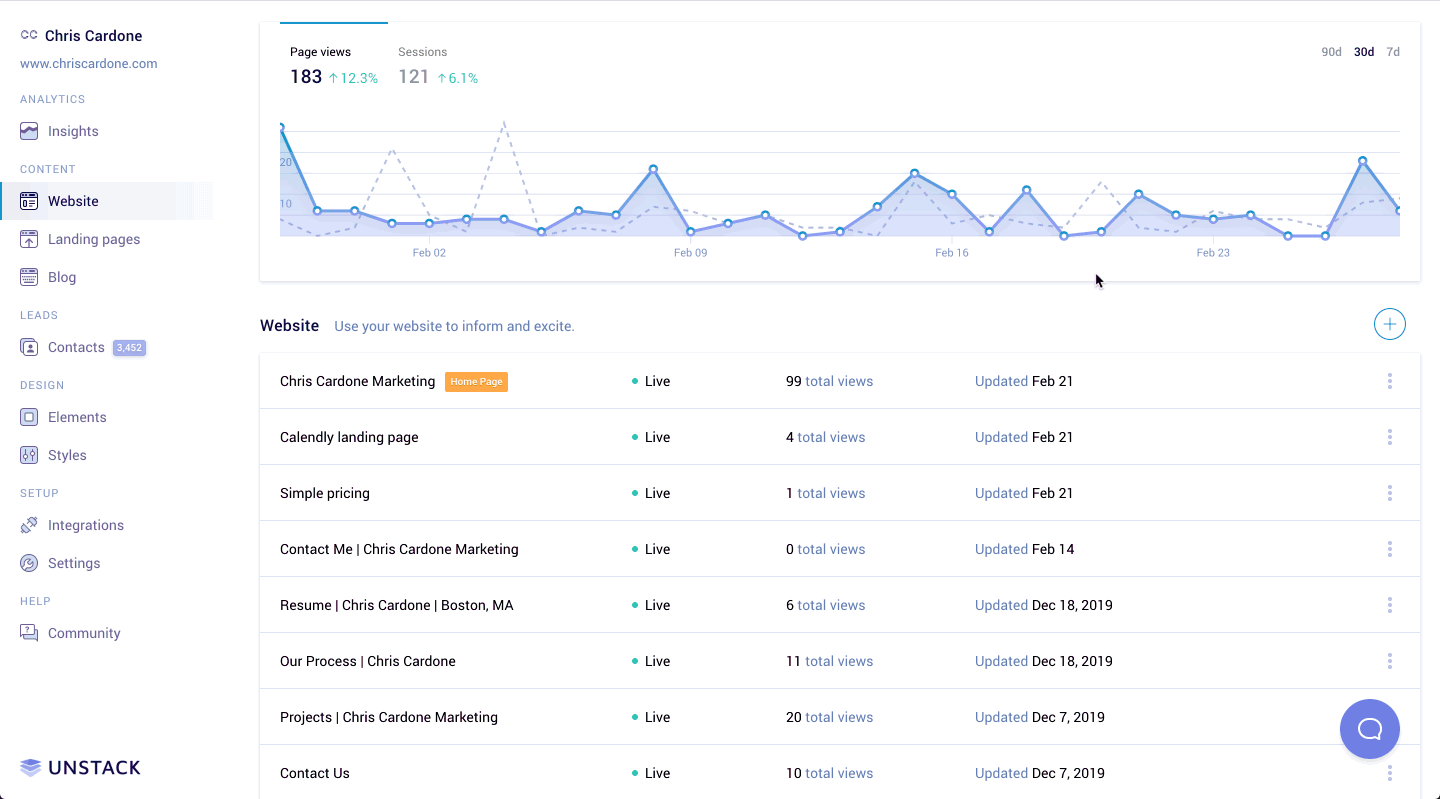 CC Chris Cardone
www.chriscardone.com
ANALYTICS
Insights
CONTENT
Website
Landing pages
Blog
LEADS
Contacts 3,452
DESIGN
Elements
Styles
SETUP
Integrations
Settings
HELP
Community
UNSTACK
Page views Sessions 90d 30d 7d
183 ↑12.3% 121 ↑6.1%
20
10
Feb 02 Feb 09 Feb 16 Feb 23
Website Use your website to inform and excite.
Chris Cardone Marketing Home Page Live 99 total views Updated Feb 21
Calendly landing page Live 4 total views Updated Feb 21
Simple pricing Live 1 total views Updated Feb 21
Contact Me | Chris Cardone Marketing Live 0 total views Updated Feb 14
Resume | Chris Cardone | Boston, MA Live 6 total views Updated Dec 18, 2019
Our Process | Chris Cardone Live 11 total views Updated Dec 18, 2019
Projects | Chris Cardone Marketing Live 20 total views Updated Dec 7, 2019
Contact Us Live 10 total views Updated Dec 7, 2019